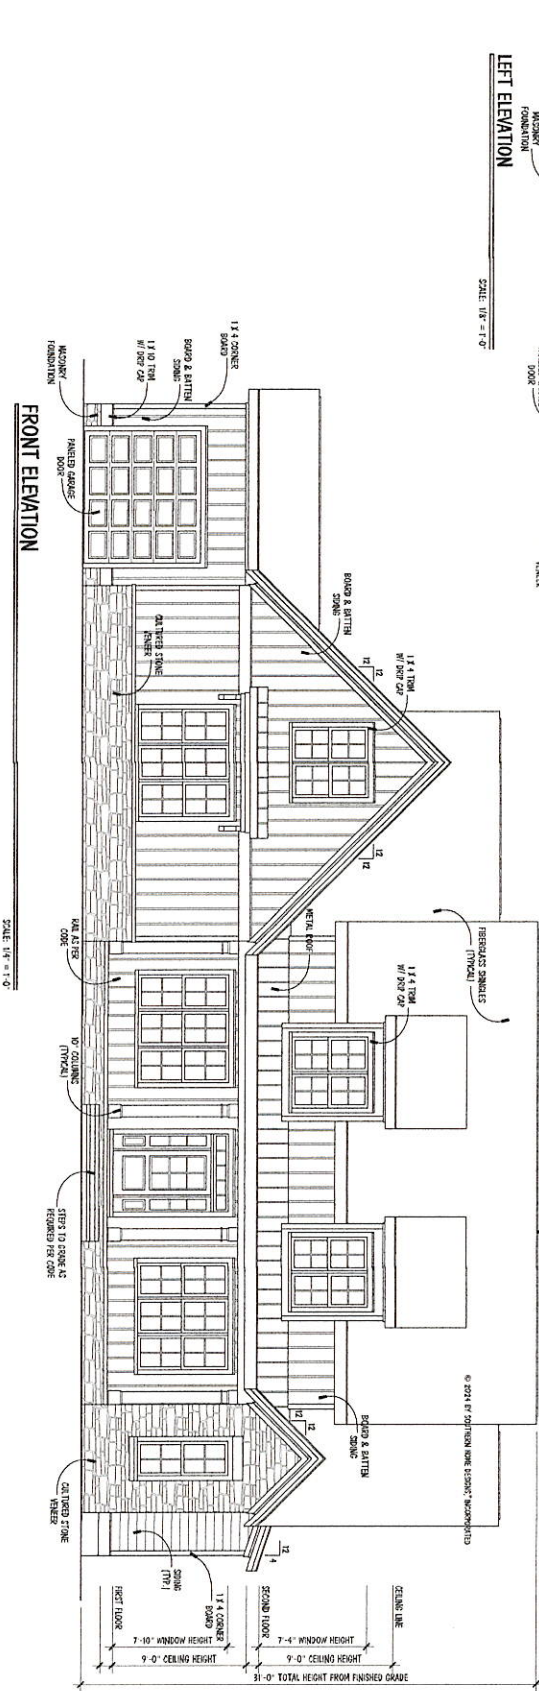 MASONRY
FOUNDATION
DOOR
VENEER
LEFT ELEVATION
SCALE: 1/8" = 1'-0"
FIBERGLASS SHINGLES
(TYPICAL)
© 2024 BY SOUTHERN HOME DESIGNS, INCORPORATED
1 X 4 TRIM
W/ DRIP CAP
12
12
BOARD & BATTEN
SIDING
12
12
METAL ROOF
1 X 4 TRIM
W/ DRIP CAP
BOARD & BATTEN
SIDING
12
12
12
4
1 X 4 CORNER
BOARD
BOARD & BATTEN
SIDING
1 X 10 TRIM
W/ DRIP CAP
MASONRY
FOUNDATION
PANELED GARAGE
DOOR
CULTURED STONE
VENEER
RAIL AS PER
CODE
10" COLUMNS
(TYPICAL)
STEPS TO GRADE AS
REQUIRED PER CODE
CULTURED STONE
VENEER
SIDING
(TYP.)
1 X 4 CORNER
BOARD
CEILING LINE
SECOND FLOOR
FIRST FLOOR
7'-4" WINDOW HEIGHT
9'-0" CEILING HEIGHT
7'-10" WINDOW HEIGHT
9'-0" CEILING HEIGHT
31'-0" TOTAL HEIGHT FROM FINISHED GRADE
FRONT ELEVATION
SCALE: 1/4" = 1'-0"